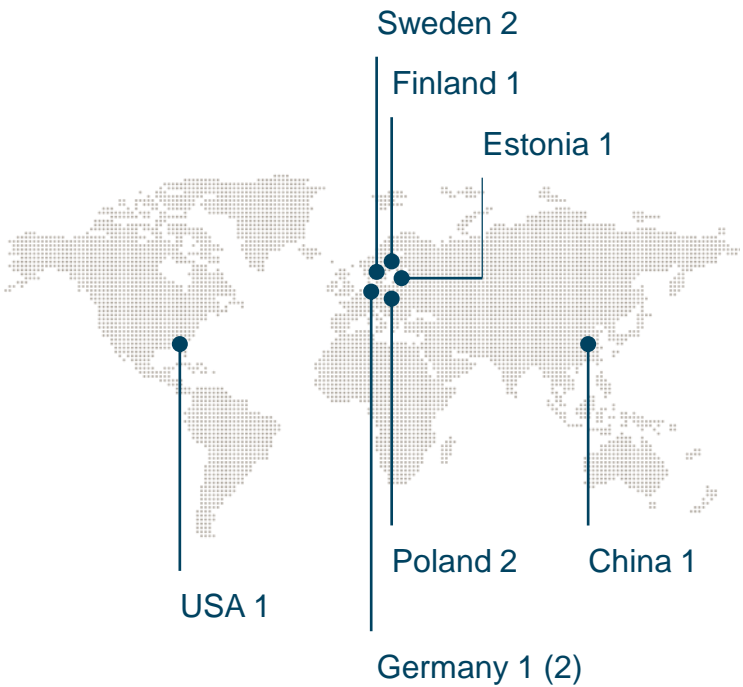 Sweden 2
Finland 1
Estonia 1
Poland 2
China 1
USA 1
Germany 1 (2)